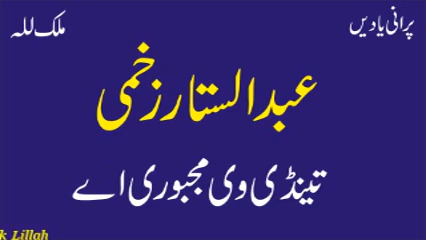 پرانی یادیں
ملک للہ
عبدالستار زخمی
تینڈی وی مجبوری اے
k Lillah